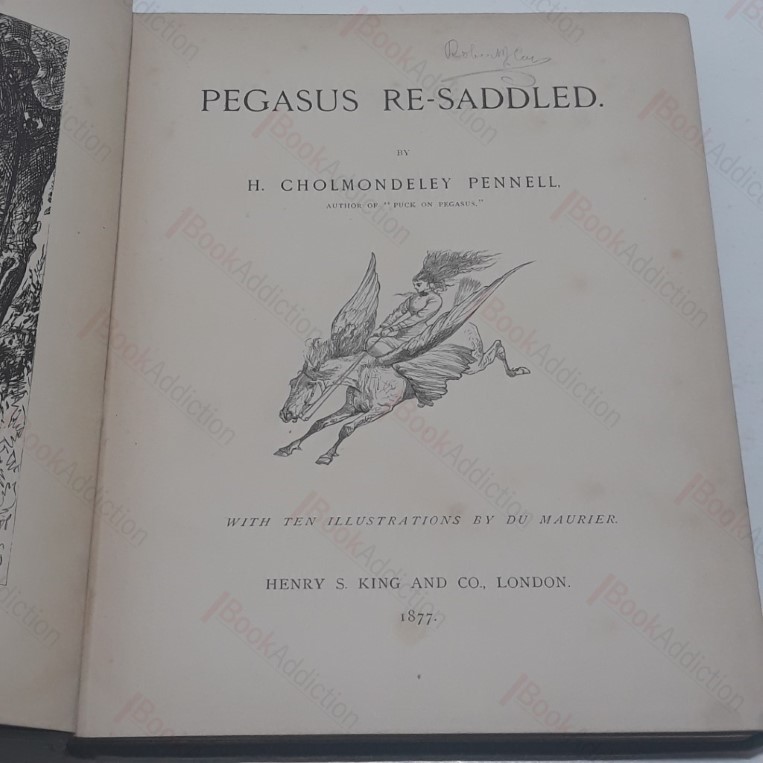 PEGASUS RE-SADDLED.
BY
H. CHOLMONDELEY PENNELL,
AUTHOR OF "PUCK ON PEGASUS."
WITH TEN ILLUSTRATIONS BY DU MAURIER.
HENRY S. KING AND CO., LONDON.
1877.
iBookAddiction